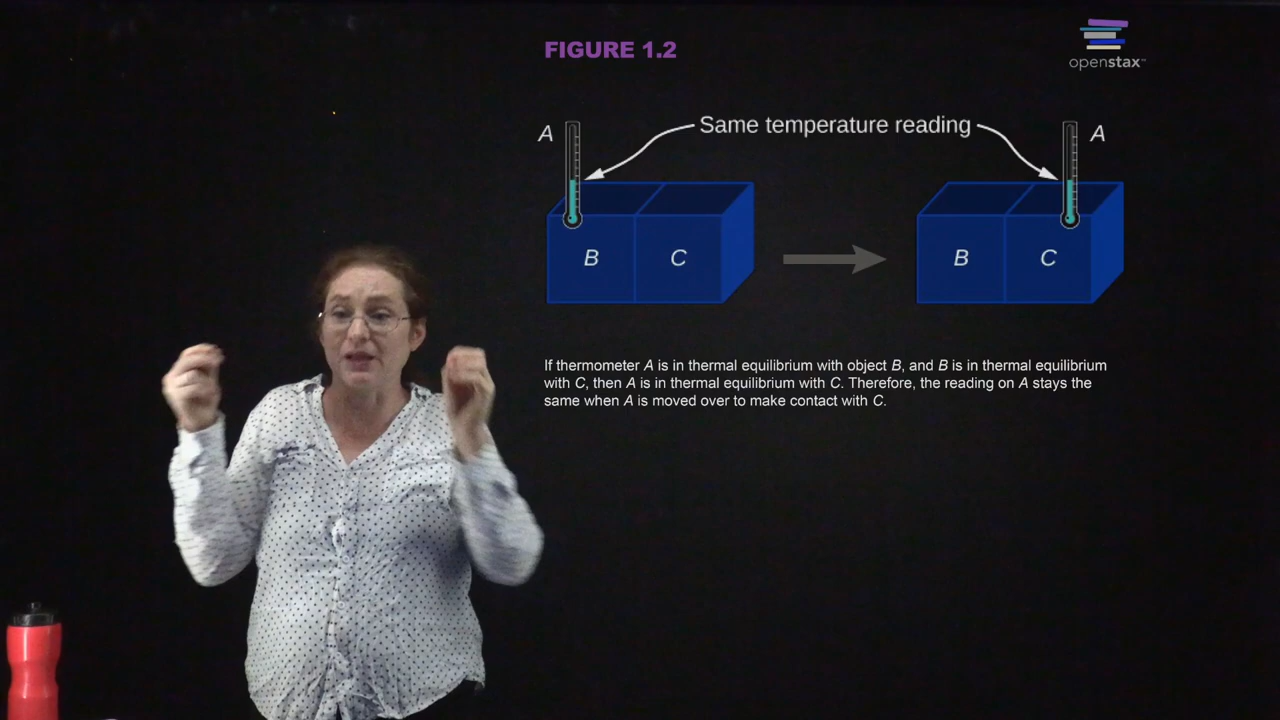 FIGURE 1.2
openstax™
A
Same temperature reading
A
B
C
B
C
If thermometer A is in thermal equilibrium with object B, and B is in thermal equilibrium
with C, then A is in thermal equilibrium with C. Therefore, the reading on A stays the
same when A is moved over to make contact with C.